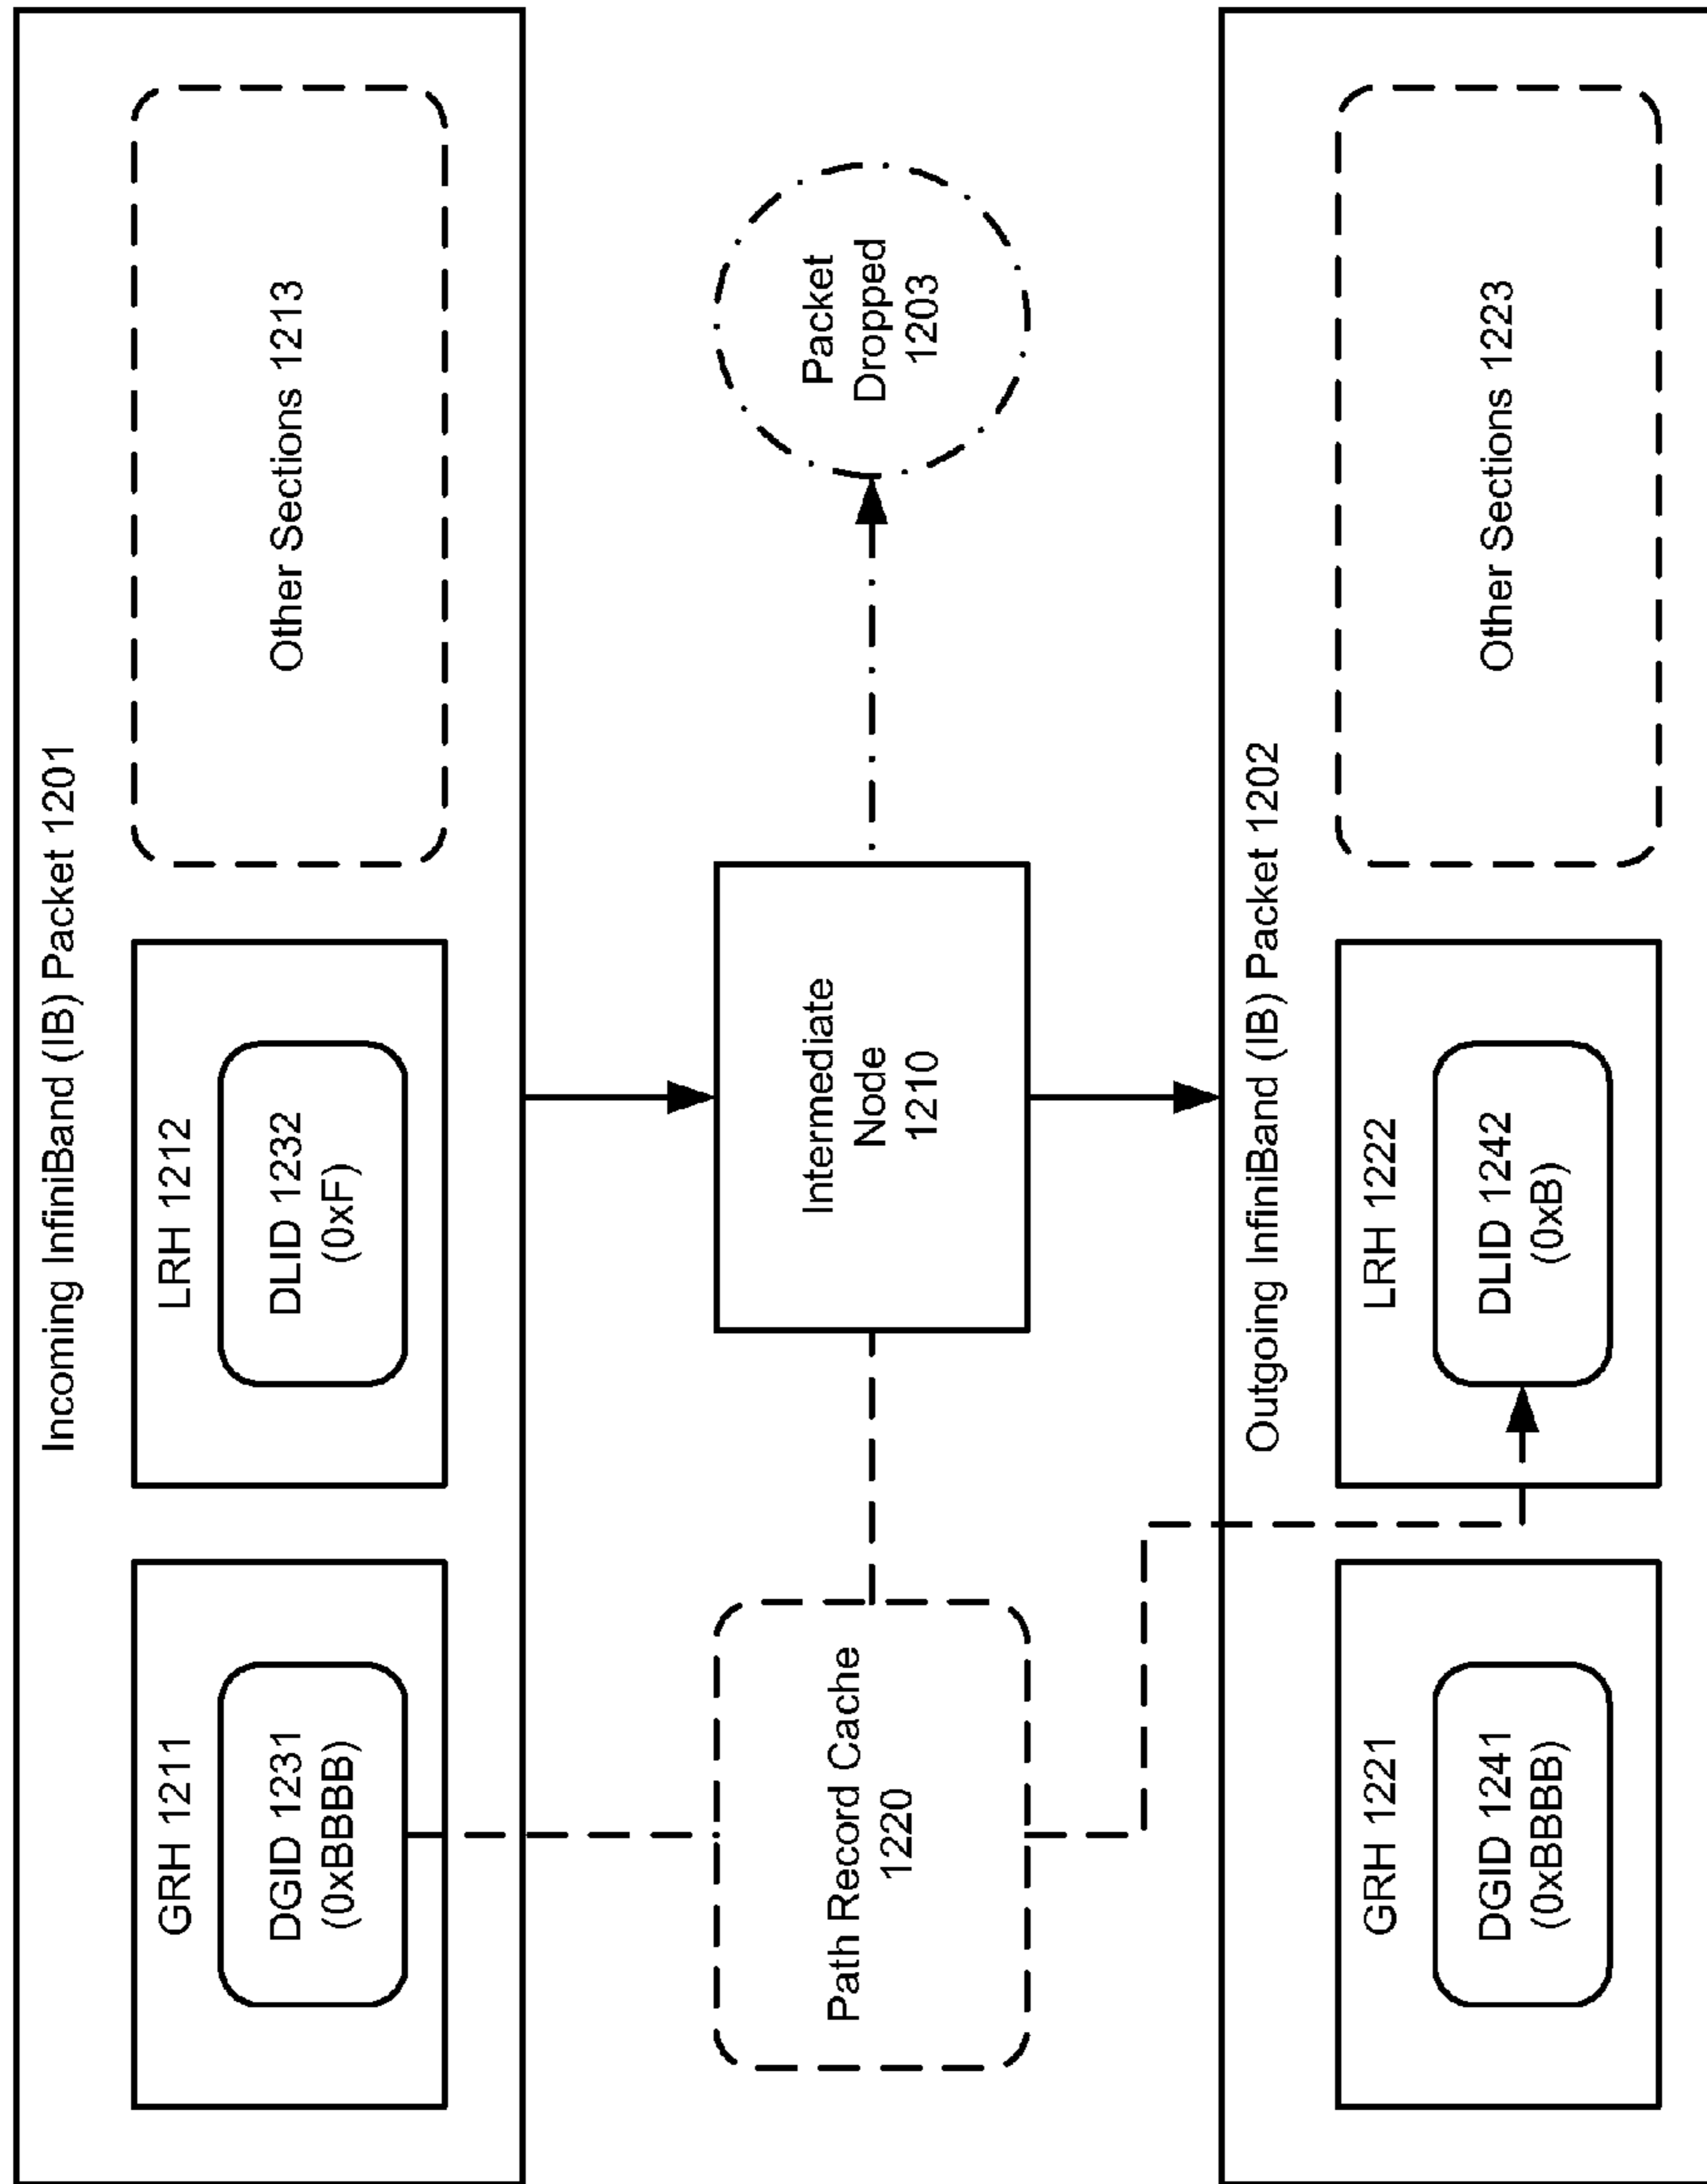 Incoming InfiniBand (IB) Packet 1201
GRH 1211
DGID 1231
(0xBBBB)
LRH 1212
DLID 1232
(0xF)
Other Sections 1213
Path Record Cache
1220
Intermediate
Node
1210
Packet
Dropped
1203
Outgoing InfiniBand (IB) Packet 1202
GRH 1221
DGID 1241
(0xBBBB)
LRH 1222
DLID 1242
(0xB)
Other Sections 1223